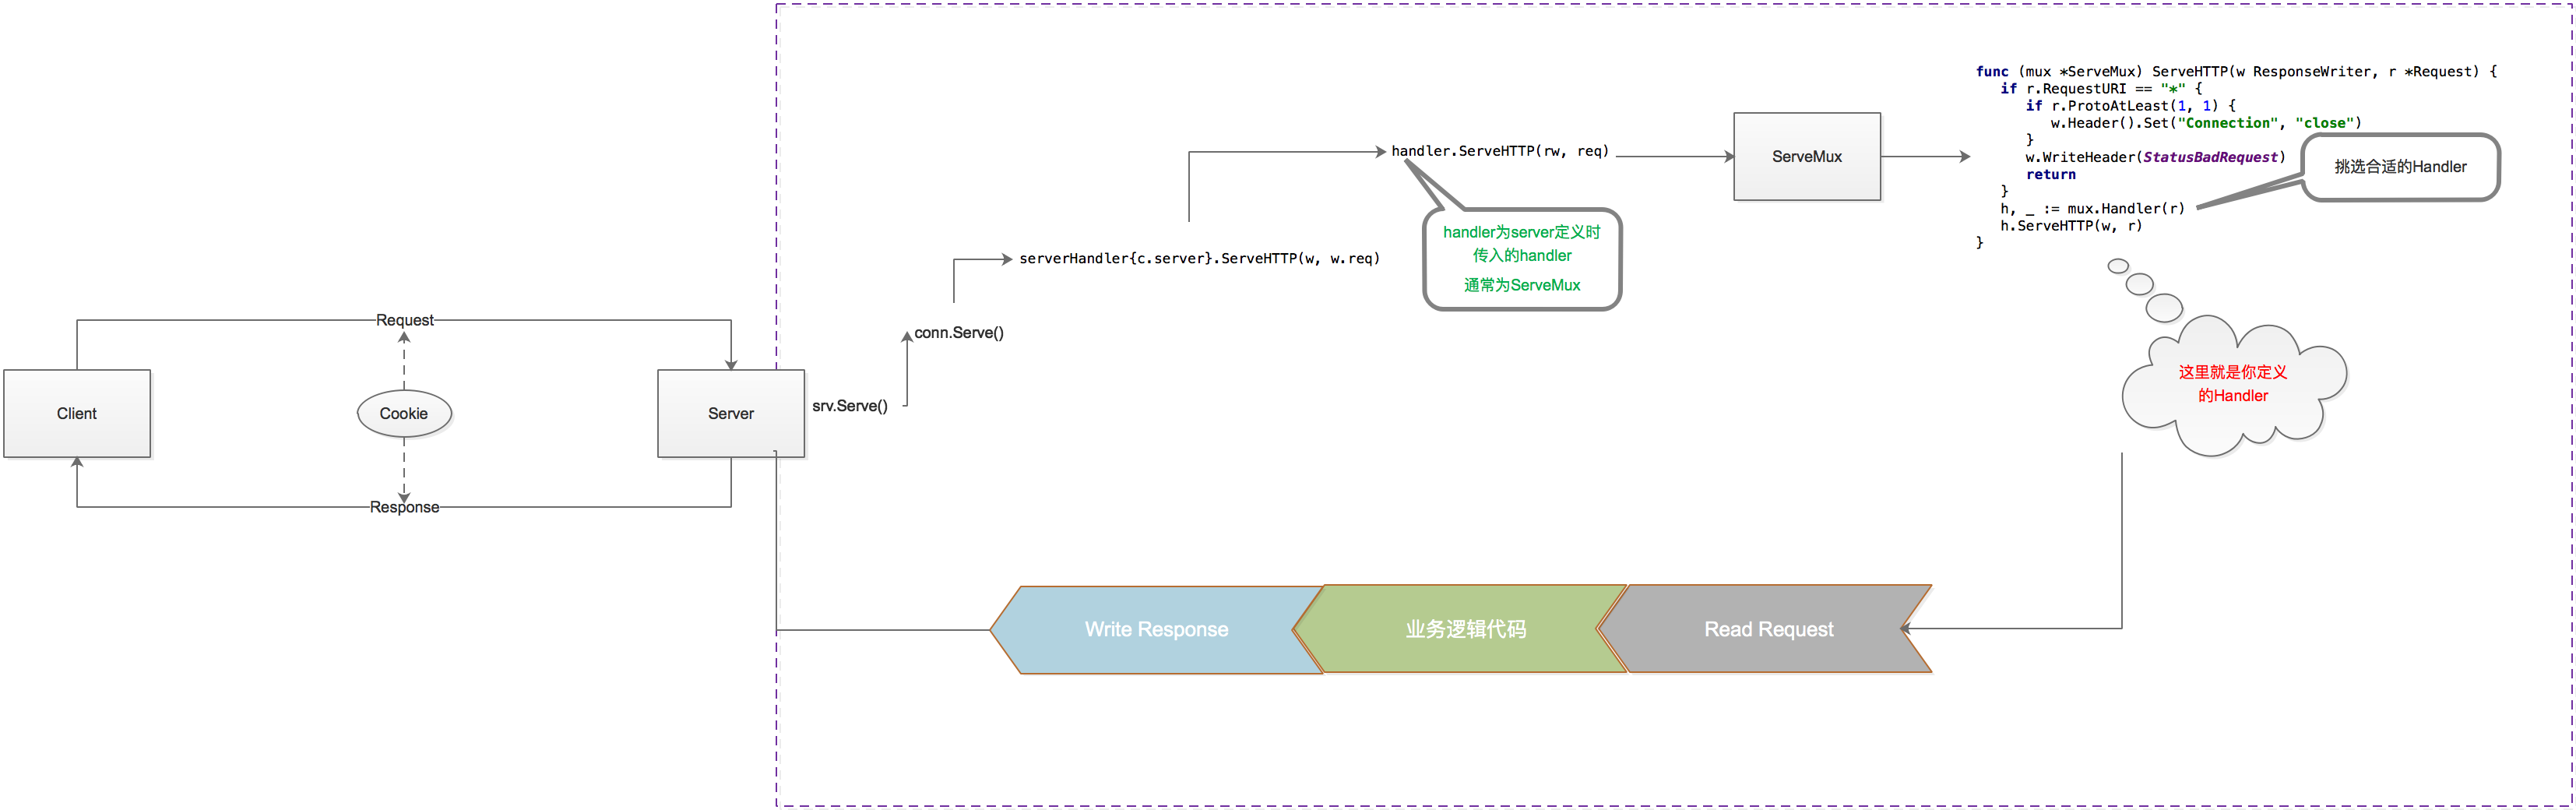 Client
Request
Cookie
Response
Server
srv.Serve()
conn.Serve()
serverHandler{c.server}.ServeHTTP(w, w.req)
handler.ServeHTTP(rw, req)
handler为server定义时
传入的handler
通常为ServeMux
ServeMux
func (mux *ServeMux) ServeHTTP(w ResponseWriter, r *Request) {
if r.RequestURI == "*" {
if r.ProtoAtLeast(1, 1) {
w.Header().Set("Connection", "close")
}
w.WriteHeader(StatusBadRequest)
return
}
h, _ := mux.Handler(r)
h.ServeHTTP(w, r)
}
挑选合适的Handler
这里就是你定义
的Handler
Read Request
业务逻辑代码
Write Response